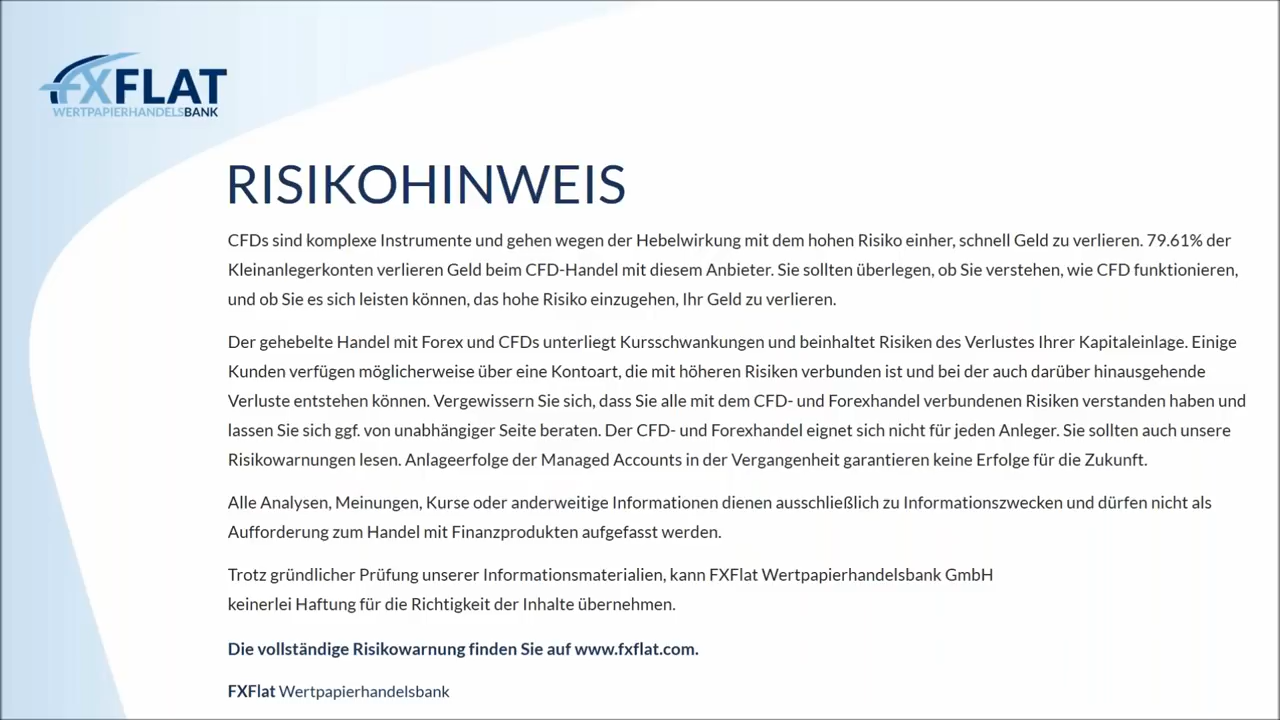 FXFLAT
WERTPAPIERHANDELSBANK
RISIKOHINWEIS
CFDs sind komplexe Instrumente und gehen wegen der Hebelwirkung mit dem hohen Risiko einher, schnell Geld zu verlieren. 79.61% der
Kleinanlegerkonten verlieren Geld beim CFD-Handel mit diesem Anbieter. Sie sollten überlegen, ob Sie verstehen, wie CFD funktionieren,
und ob Sie es sich leisten können, das hohe Risiko einzugehen, Ihr Geld zu verlieren.
Der gehebelte Handel mit Forex und CFDs unterliegt Kursschwankungen und beinhaltet Risiken des Verlustes Ihrer Kapitaleinlage. Einige
Kunden verfügen möglicherweise über eine Kontoart, die mit höheren Risiken verbunden ist und bei der auch darüber hinausgehende
Verluste entstehen können. Vergewissern Sie sich, dass Sie alle mit dem CFD- und Forexhandel verbundenen Risiken verstanden haben und
lassen Sie sich ggf. von unabhängiger Seite beraten. Der CFD- und Forexhandel eignet sich nicht für jeden Anleger. Sie sollten auch unsere
Risikowarnungen lesen. Anlageerfolge der Managed Accounts in der Vergangenheit garantieren keine Erfolge für die Zukunft.
Alle Analysen, Meinungen, Kurse oder anderweitige Informationen dienen ausschließlich zu Informationszwecken und dürfen nicht als
Aufforderung zum Handel mit Finanzprodukten aufgefasst werden.
Trotz gründlicher Prüfung unserer Informationsmaterialien, kann FXFlat Wertpapierhandelsbank GmbH
keinerlei Haftung für die Richtigkeit der Inhalte übernehmen.
Die vollständige Risikowarnung finden Sie auf www.fxflat.com.
FXFlat Wertpapierhandelsbank